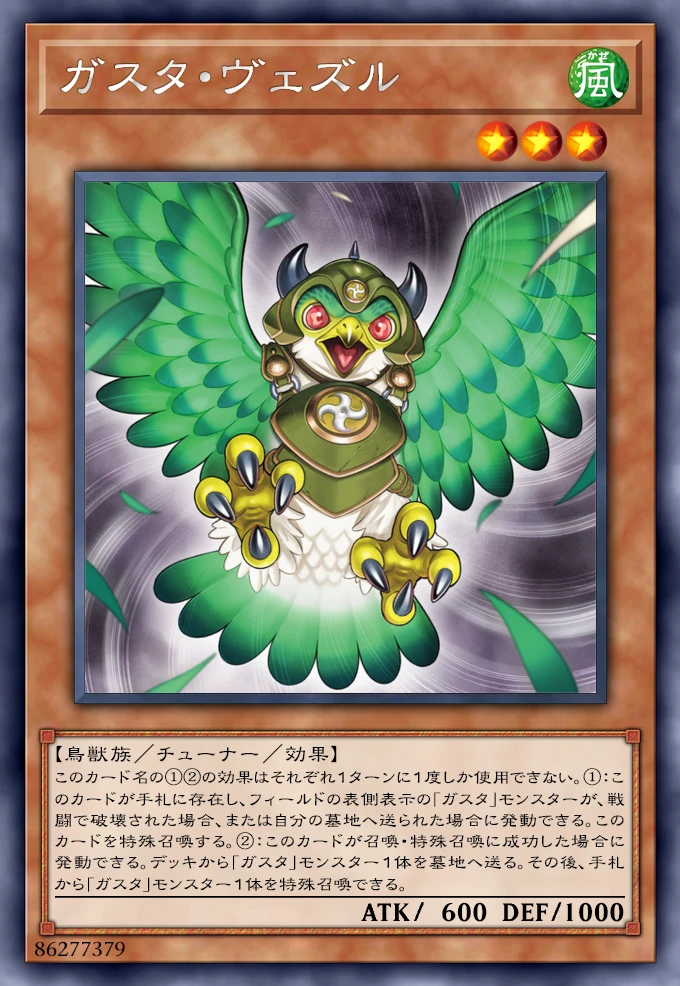 ガスタ・ヴェズル
かぜ
風
【鳥獣族／チューナー／効果】
このカード名の①②の効果はそれぞれ1ターンに1度しか使用できない。①：こ
のカードが手札に存在し、フィールドの表側表示の「ガスタ」モンスターが、戦
闘で破壊された場合、または自分の墓地へ送られた場合に発動できる。この
カードを特殊召喚する。②：このカードが召喚・特殊召喚に成功した場合に
発動できる。デッキから「ガスタ」モンスター１体を墓地へ送る。その後、手札
から「ガスタ」モンスター１体を特殊召喚できる。
ATK/ 600 DEF/1000
86277379